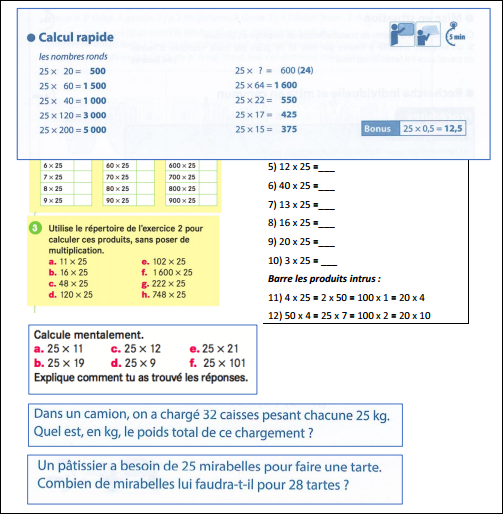 Calcul rapide
5 min
les nombres ronds
25 × 20 = 500
25 × 60 = 1 500
25 × 40 = 1 000
25 × 120 = 3 000
25 × 200 = 5 000
25 × ? = 600 (24)
25 × 64 = 1 600
25 × 22 = 550
25 × 17 = 425
25 × 15 = 375
Bonus 25 × 0,5 = 12,5
6 × 25 60 × 25 600 × 25
7 × 25 70 × 25 700 × 25
8 × 25 80 × 25 800 × 25
9 × 25 90 × 25 900 × 25
3 Utilise le répertoire de l'exercice 2 pour
calculer ces produits, sans poser de
multiplication.
a. 11 × 25 e. 102 × 25
b. 16 × 25 f. 1 600 × 25
c. 48 × 25 g. 222 × 25
d. 120 × 25 h. 748 × 25
5) 12 x 25 =___
6) 40 x 25 =___
7) 13 x 25 =___
8) 16 x 25 =___
9) 20 x 25 =___
10) 3 x 25 = ___
Barre les produits intrus :
11) 4 x 25 = 2 x 50 = 100 x 1 = 20 x 4
12) 50 x 4 = 25 x 7 = 100 x 2 = 20 x 10
Calcule mentalement.
a. 25 × 11 c. 25 × 12 e. 25 × 21
b. 25 × 19 d. 25 × 9 f. 25 × 101
Explique comment tu as trouvé les réponses.
Dans un camion, on a chargé 32 caisses pesant chacune 25 kg.
Quel est, en kg, le poids total de ce chargement ?
Un pâtissier a besoin de 25 mirabelles pour faire une tarte.
Combien de mirabelles lui faudra-t-il pour 28 tartes ?